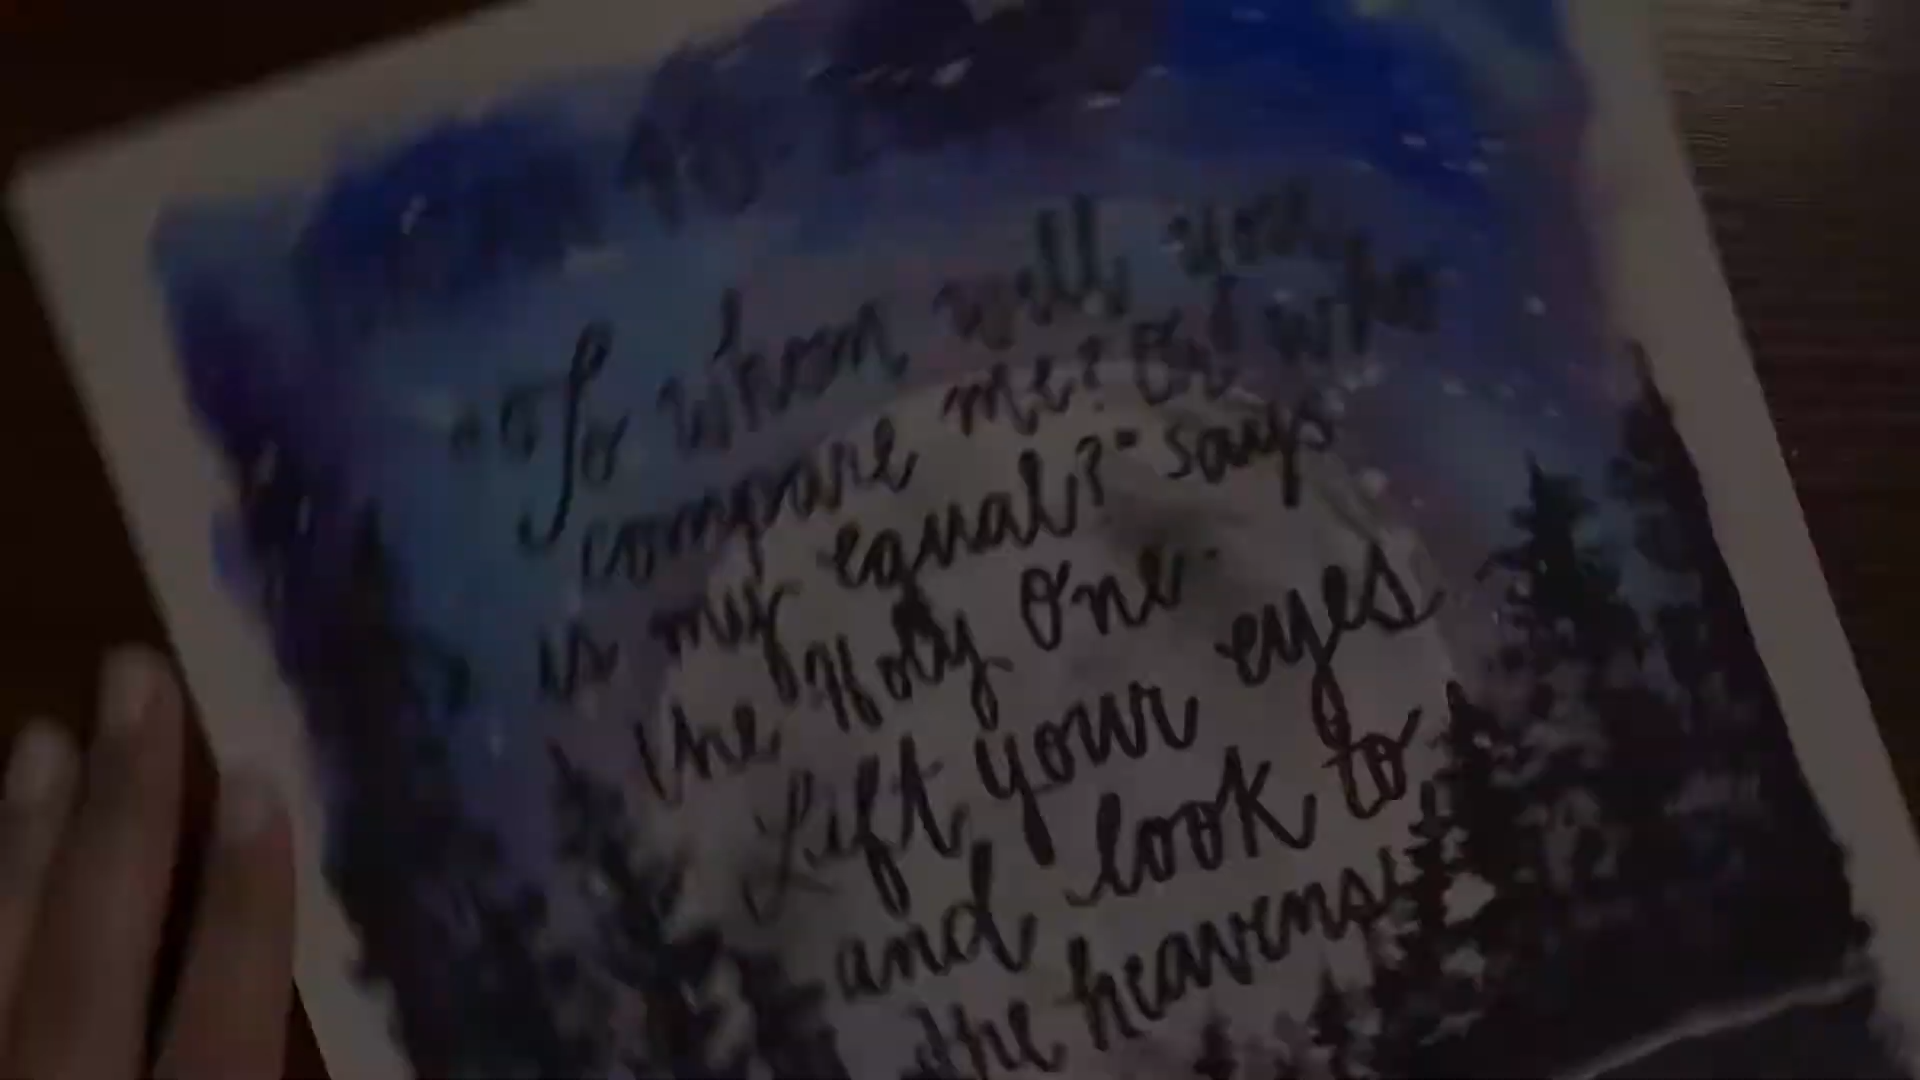 "To whom will you
compare me? Or who
is my equal?" says
the Holy One.
Lift your eyes
and look to
the heavens: